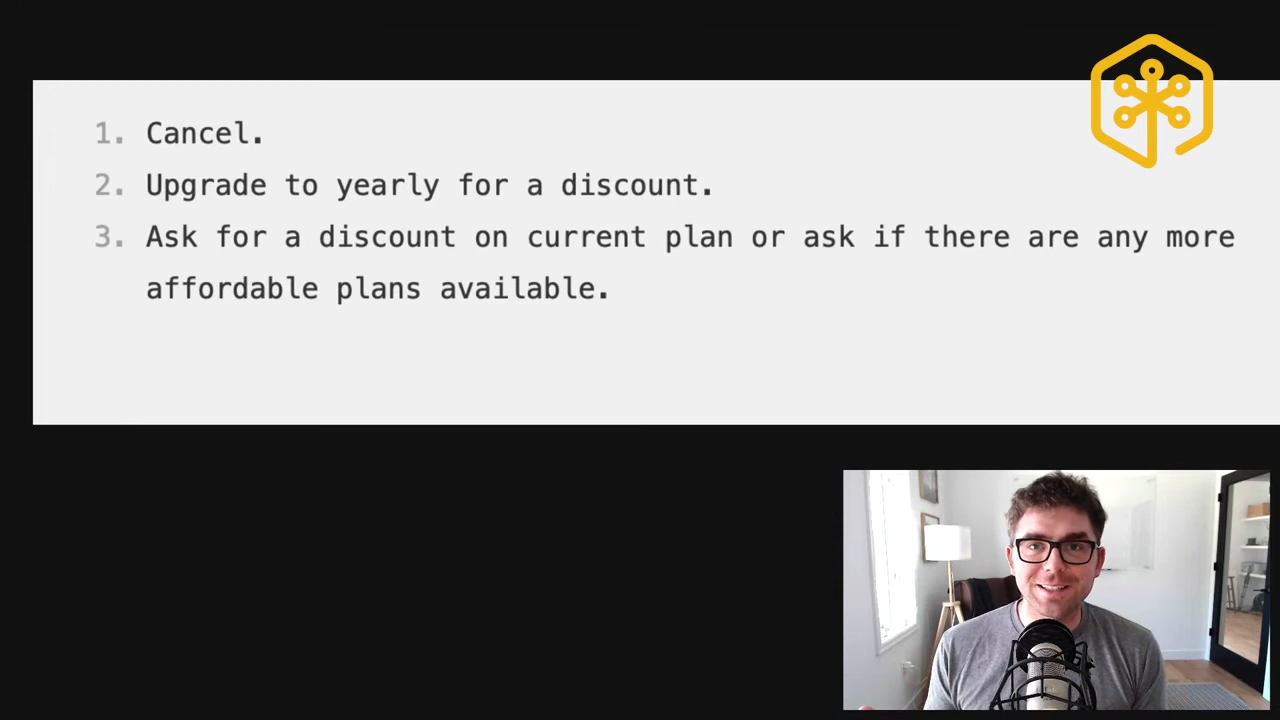 1. Cancel.
2. Upgrade to yearly for a discount.
3. Ask for a discount on current plan or ask if there are any more
affordable plans available.